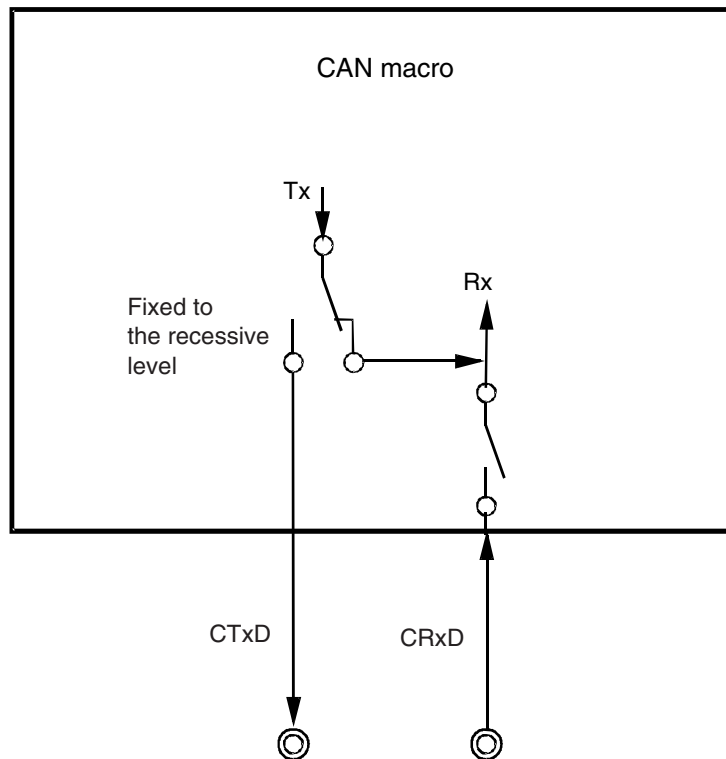 CAN macro
Tx
Rx
Fixed to
the recessive
level
CTxD
CRxD